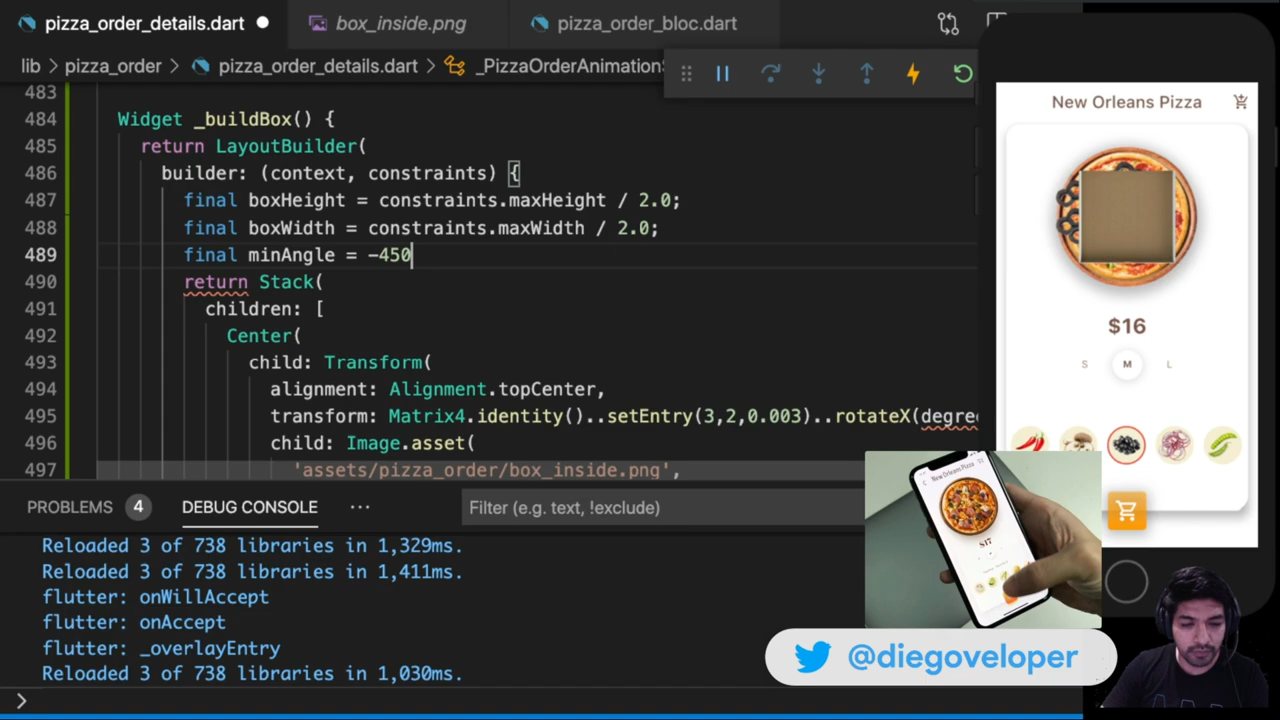 pizza_order_details.dart
box_inside.png
pizza_order_bloc.dart
lib > pizza_order > pizza_order_details.dart > _PizzaOrderAnimationS
483
484 Widget _buildBox() {
485 return LayoutBuilder(
486 builder: (context, constraints) {
487 final boxHeight = constraints.maxHeight / 2.0;
488 final boxWidth = constraints.maxWidth / 2.0;
489 final minAngle = -450
490 return Stack(
491 children: [
492 Center(
493 child: Transform(
494 alignment: Alignment.topCenter,
495 transform: Matrix4.identity()..setEntry(3,2,0.003)..rotateX(degree
496 child: Image.asset(
497 'assets/pizza_order/box_inside.png',
PROBLEMS 4 DEBUG CONSOLE ... Filter (e.g. text, !exclude)
Reloaded 3 of 738 libraries in 1,329ms.
Reloaded 3 of 738 libraries in 1,411ms.
flutter: onWillAccept
flutter: onAccept
flutter: _overlayEntry
Reloaded 3 of 738 libraries in 1,030ms.
>
New Orleans Pizza
$16
S M L
New Orleans Pizza
$17
@diegoveloper